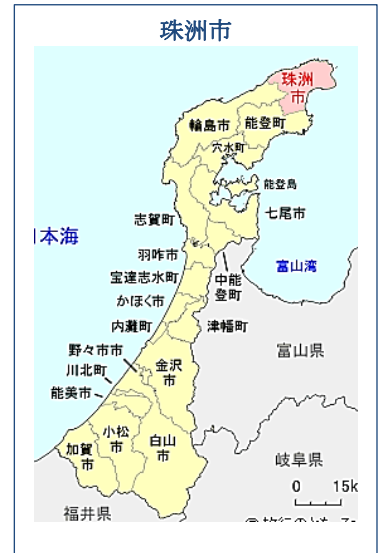 珠洲市
珠洲
市
輪島市
能登町
穴水町
能登島
志賀町
七尾市
日本海
羽咋市
富山湾
宝達志水町
中能
登町
かほく市
内灘町
津幡町
野々市市
富山県
川北町
金沢
市
能美市
小松
市
白山
市
加賀
市
岐阜県
0 15k
福井県